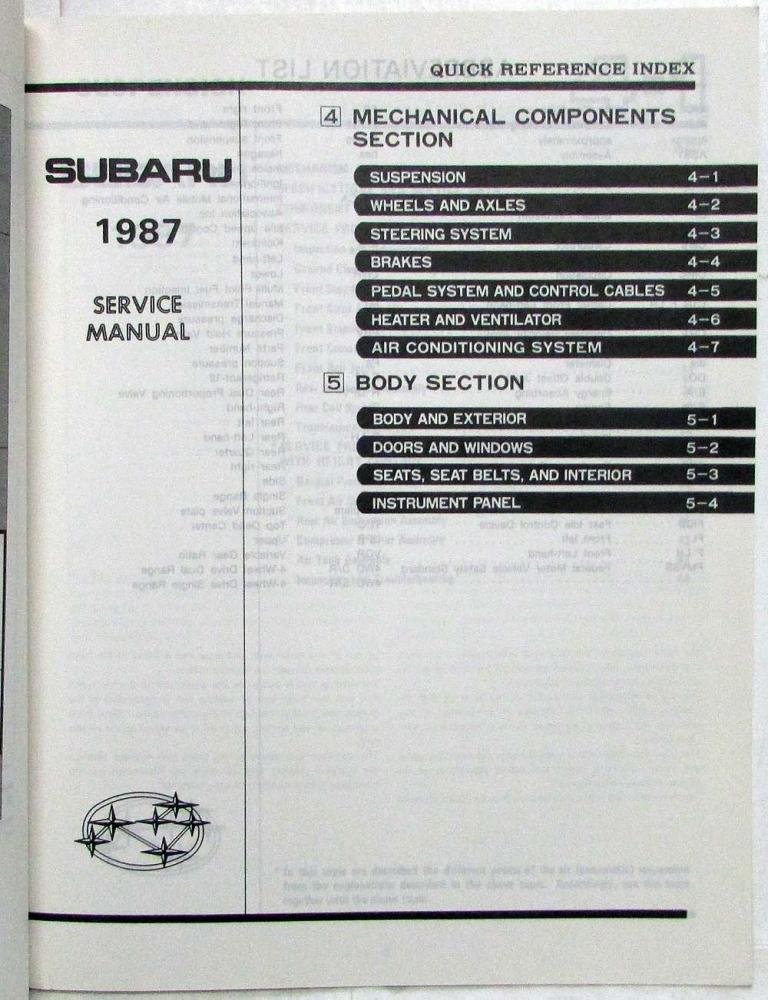 QUICK REFERENCE INDEX
SUBARU
1987
SERVICE
MANUAL
4 MECHANICAL COMPONENTS
SECTION
SUSPENSION 4-1
WHEELS AND AXLES 4-2
STEERING SYSTEM 4-3
BRAKES 4-4
PEDAL SYSTEM AND CONTROL CABLES 4-5
HEATER AND VENTILATOR 4-6
AIR CONDITIONING SYSTEM 4-7
5 BODY SECTION
BODY AND EXTERIOR 5-1
DOORS AND WINDOWS 5-2
SEATS, SEAT BELTS, AND INTERIOR 5-3
INSTRUMENT PANEL 5-4